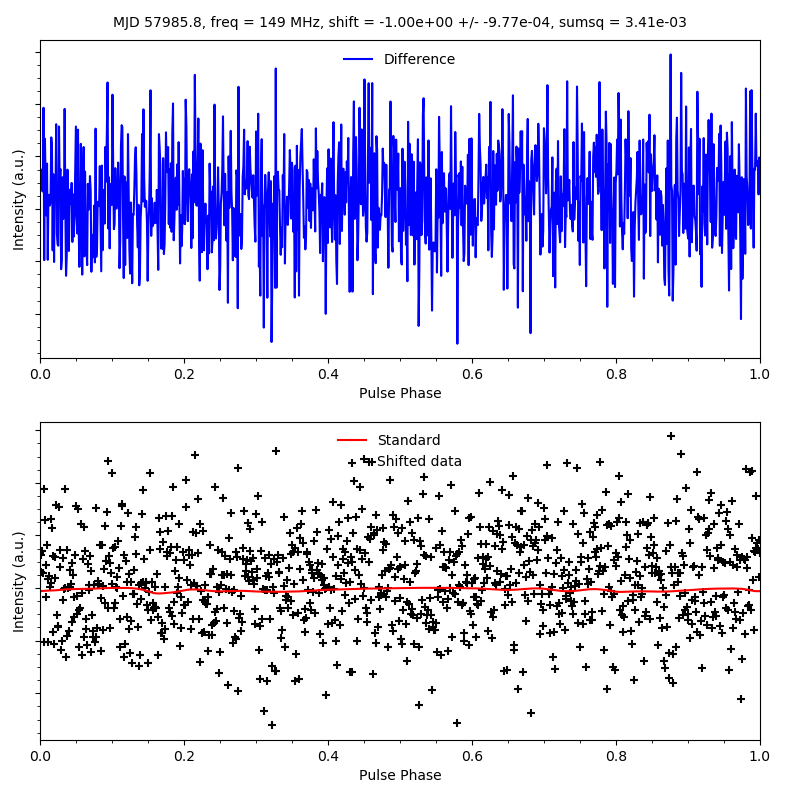 MJD 57985.8, freq = 149 MHz, shift = -1.00e+00 +/- -9.77e-04, sumsq = 3.41e-03
Difference
Intensity (a.u.)
0.0 0.2 0.4 0.6 0.8 1.0
Pulse Phase
Standard
Shifted data
Intensity (a.u.)
0.0 0.2 0.4 0.6 0.8 1.0
Pulse Phase